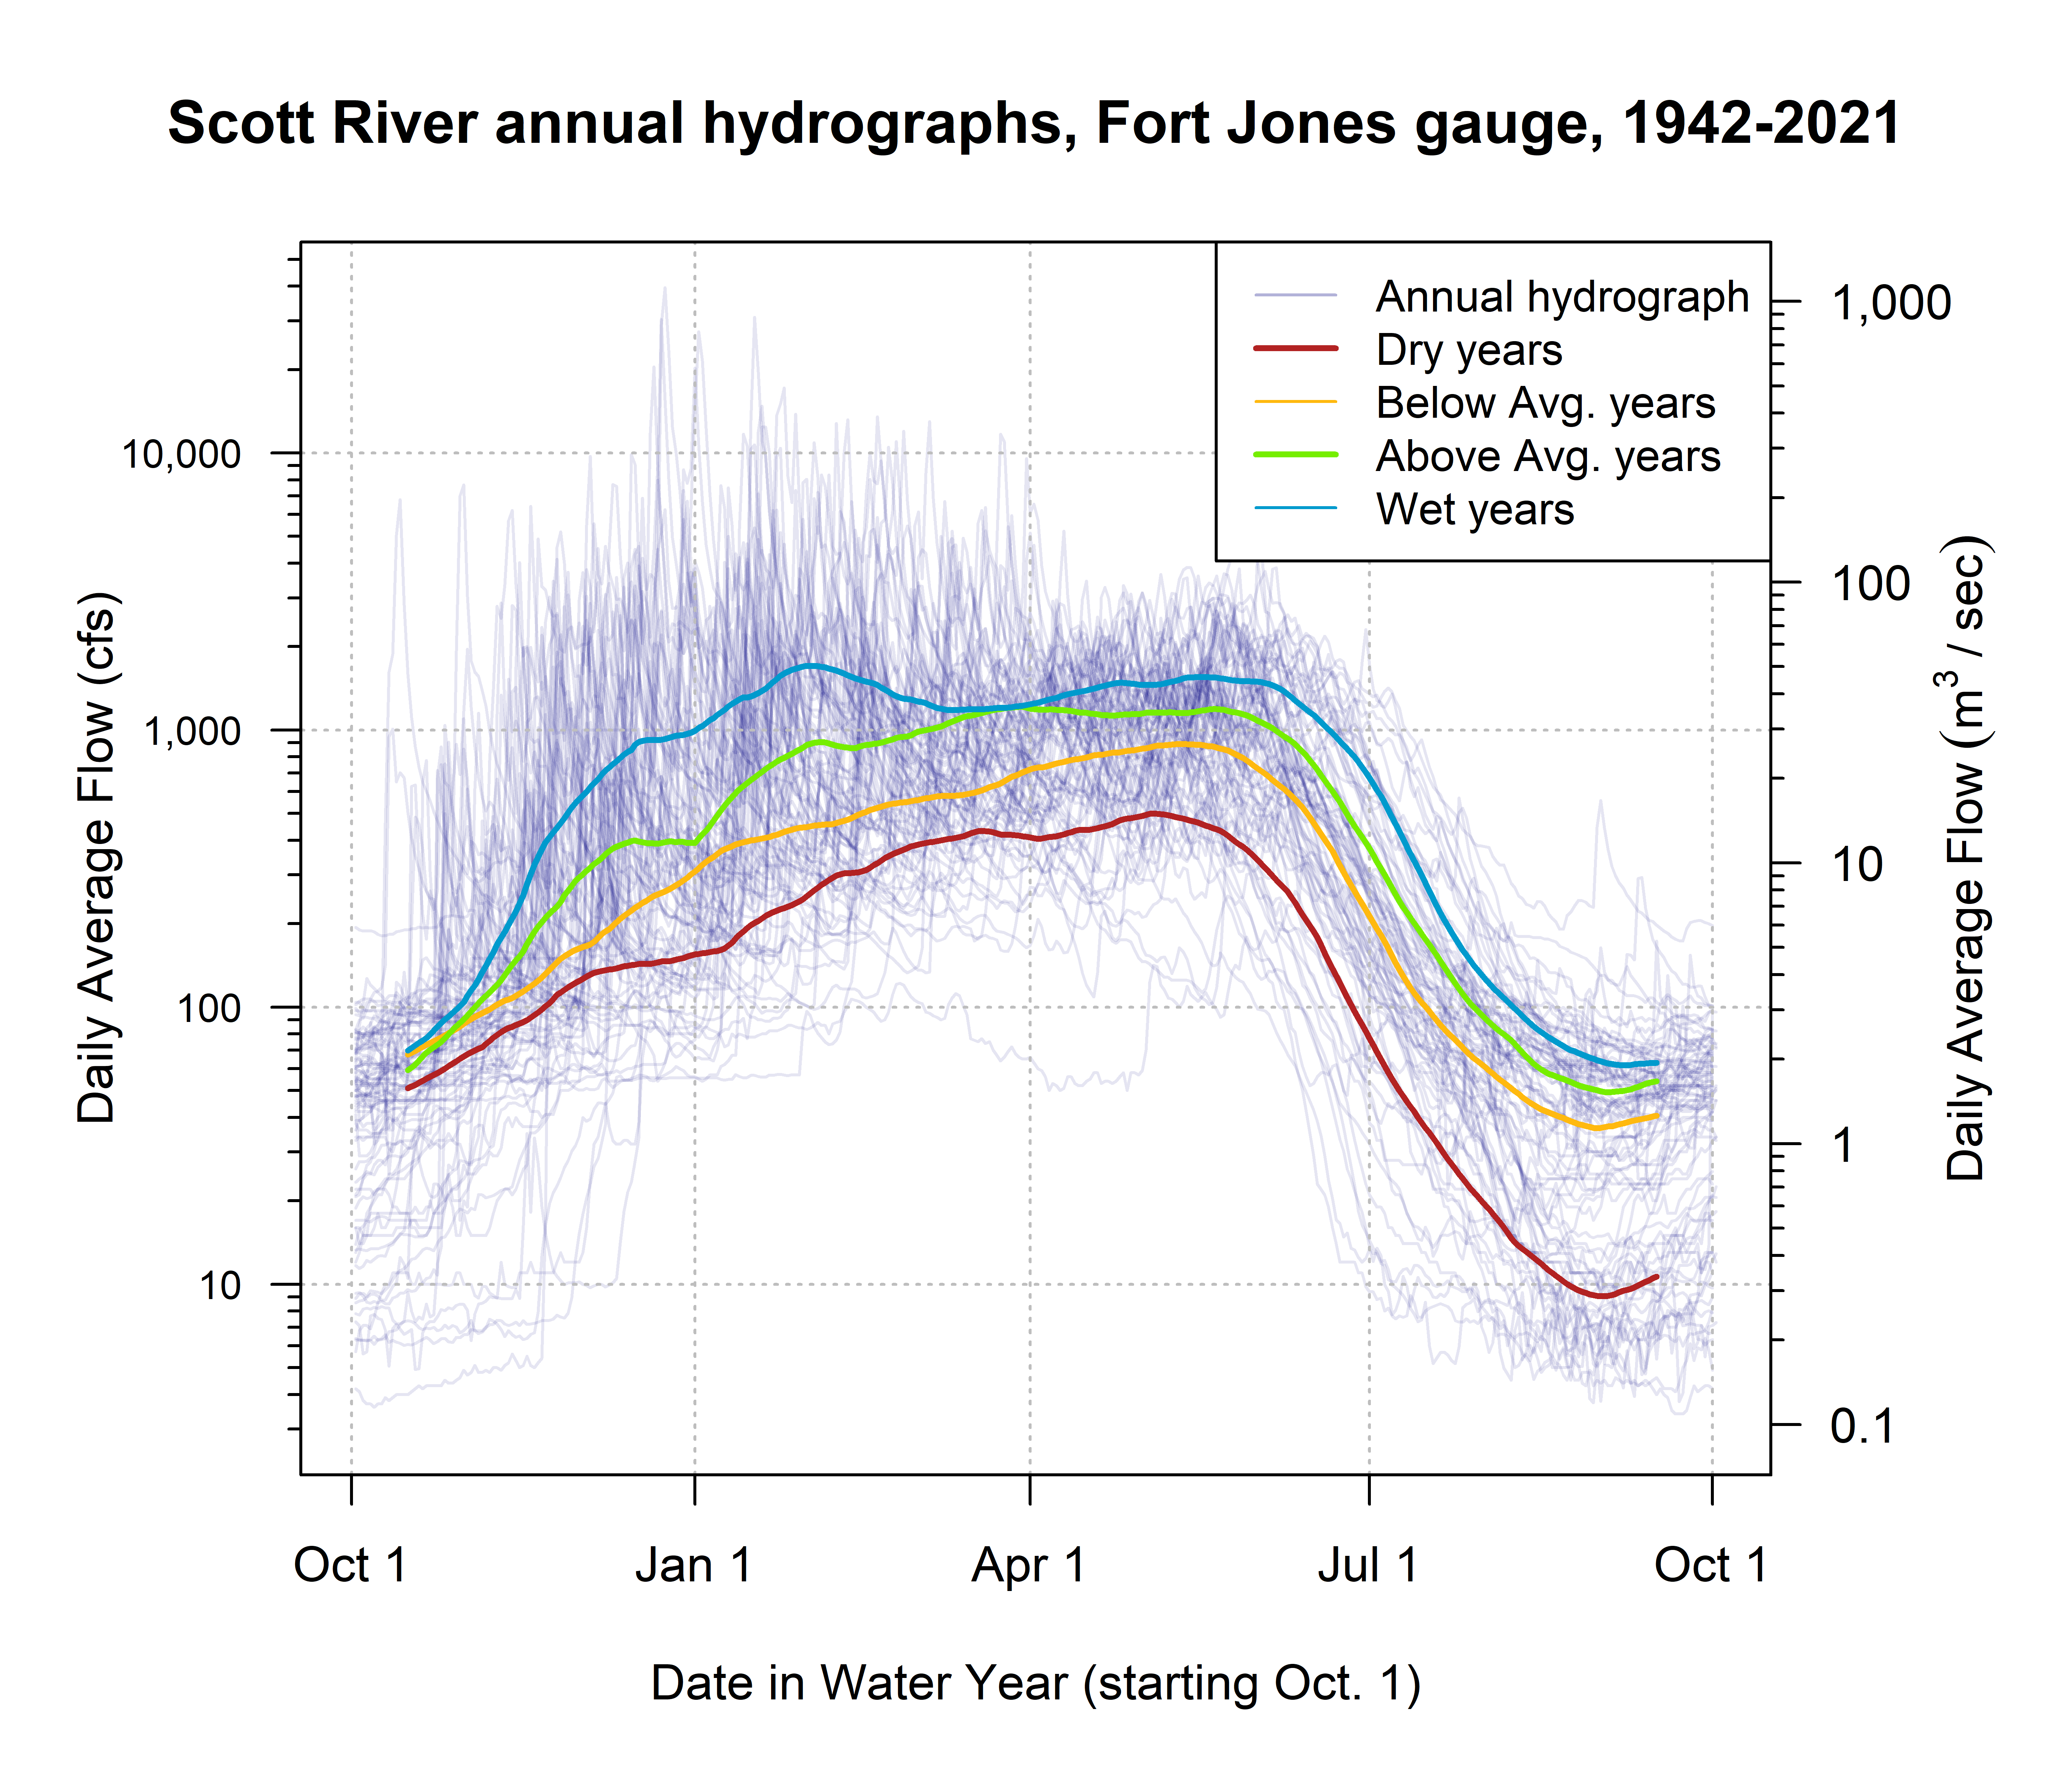 Scott River annual hydrographs, Fort Jones gauge, 1942-2021
Annual hydrograph
Dry years
Below Avg. years
Above Avg. years
Wet years
Daily Average Flow (cfs)
10,000
1,000
100
10
1,000
100
10
1
0.1
Daily Average Flow (m³ / sec)
Oct 1
Jan 1
Apr 1
Jul 1
Oct 1
Date in Water Year (starting Oct. 1)